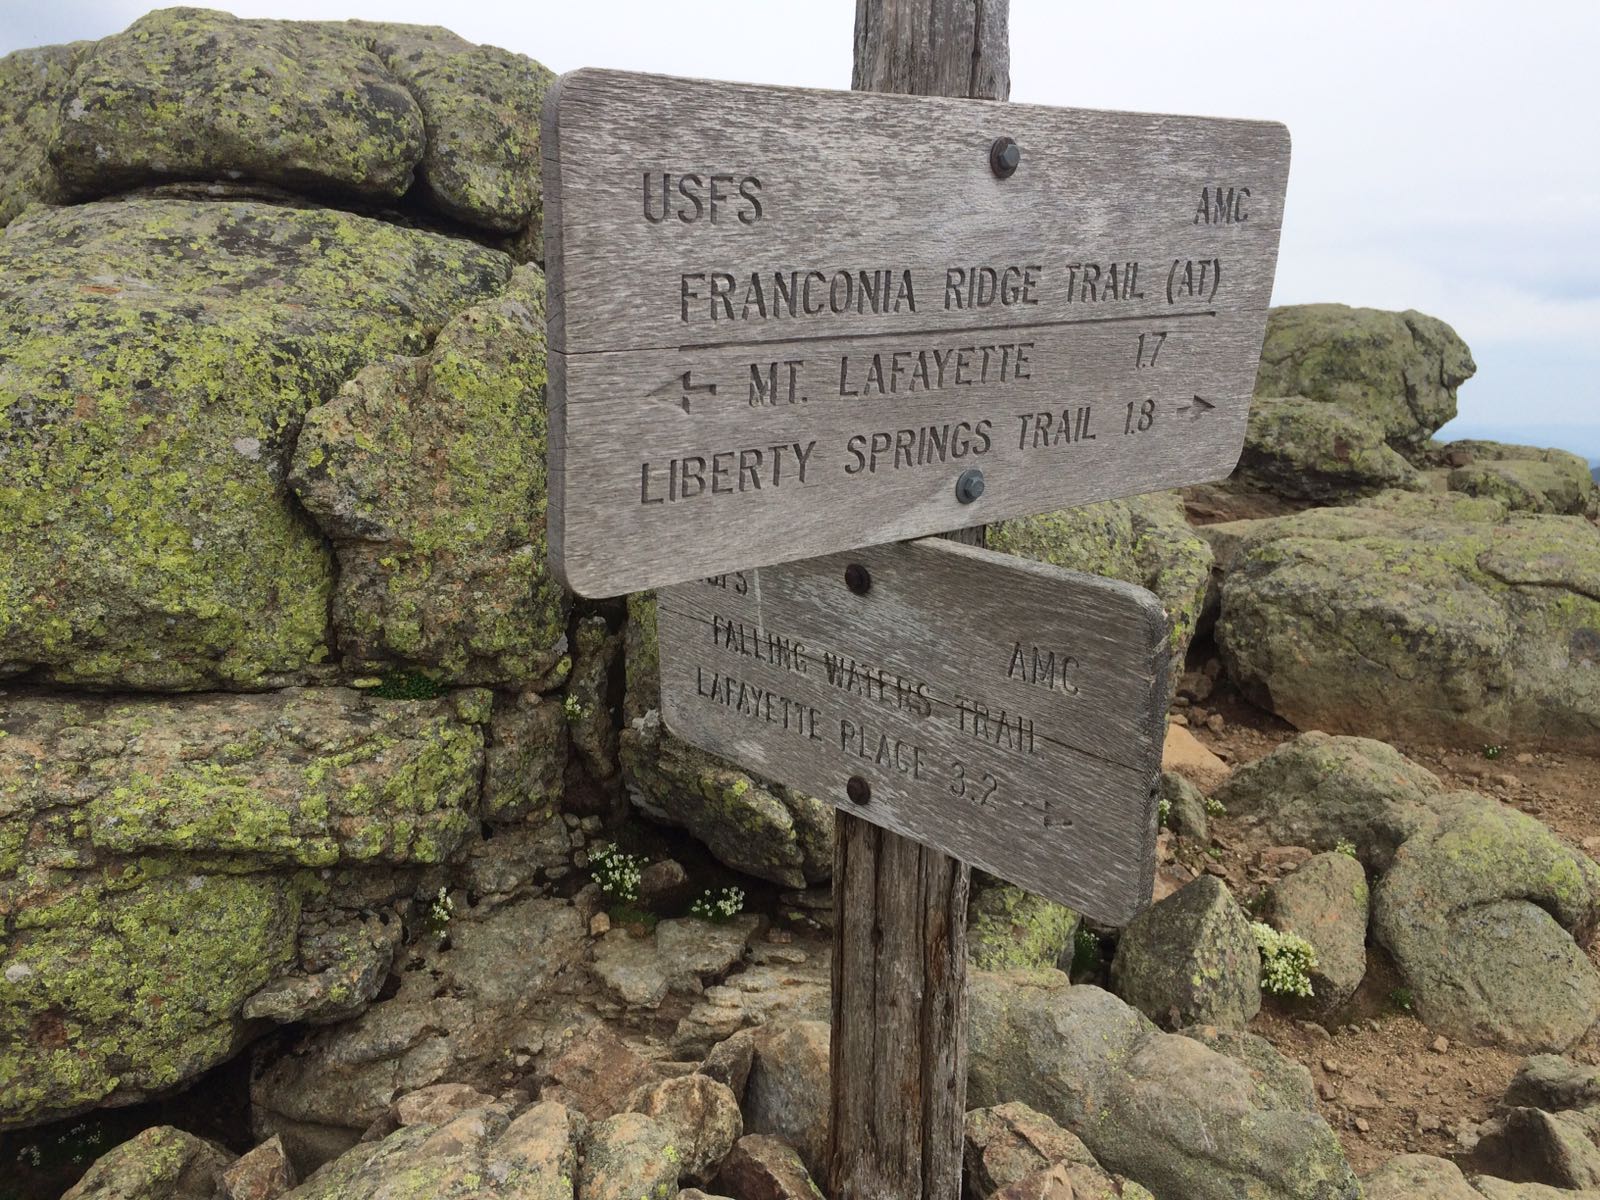 USFS AMC
FRANCONIA RIDGE TRAIL (AT)
← MT. LAFAYETTE 1.7
LIBERTY SPRINGS TRAIL 1.8 →
AMC
FALLING WATERS TRAIL
LAFAYETTE PLACE 3.2 →